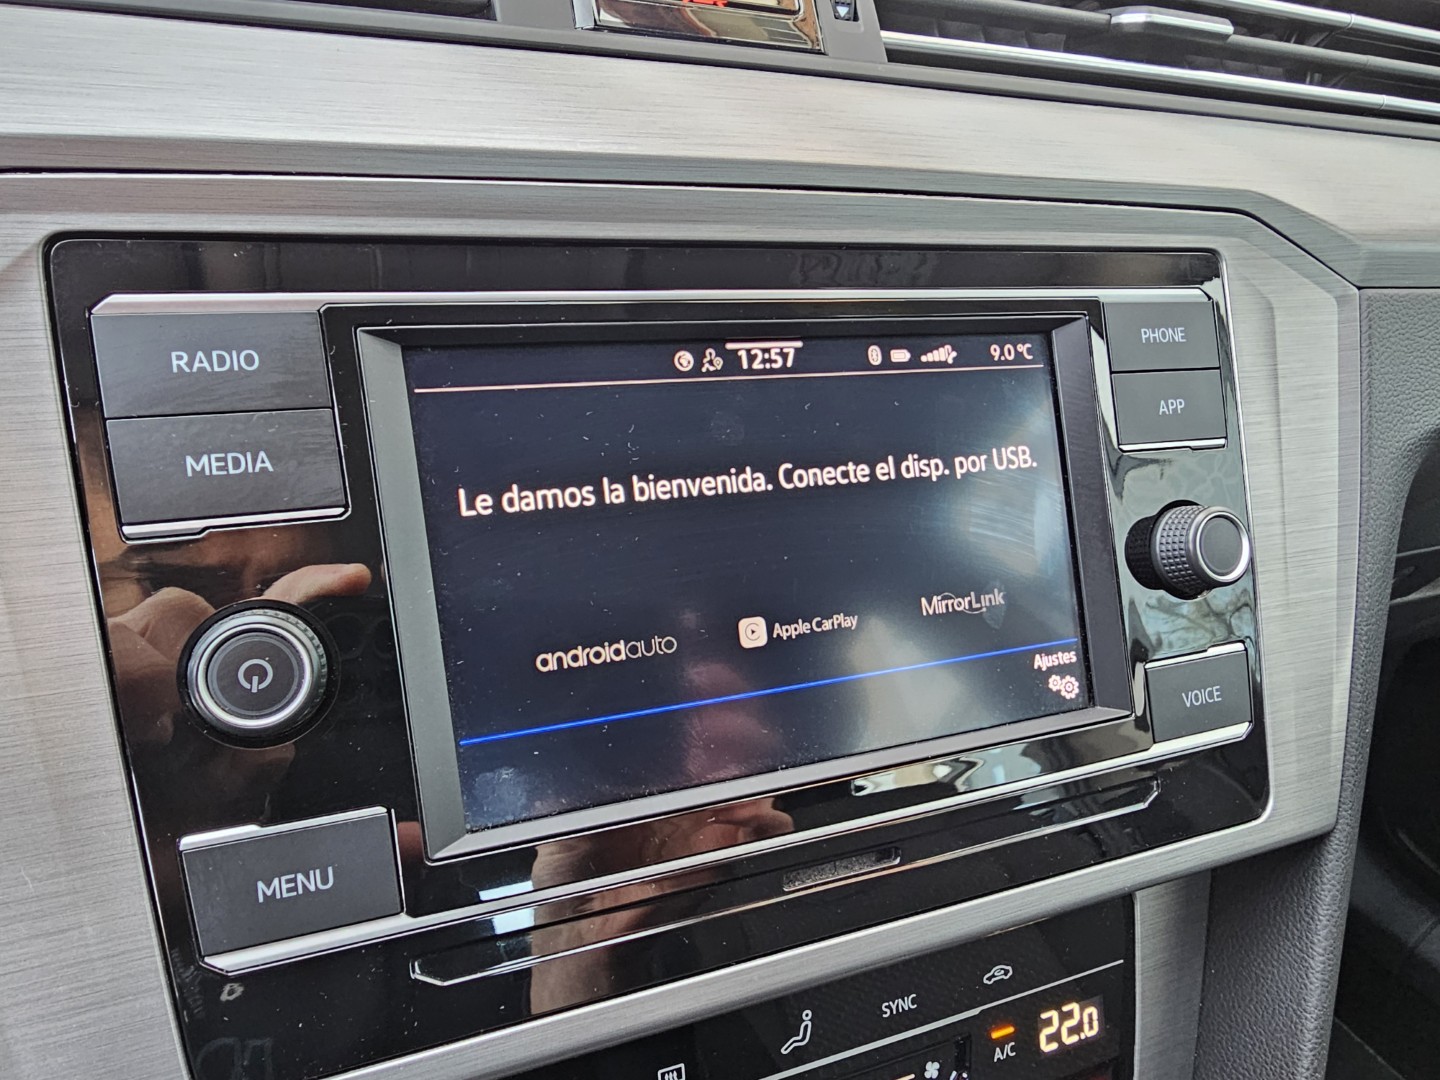 RADIO
MEDIA
MENU
12:57
9.0 °C
Le damos la bienvenida. Conecte el disp. por USB.
androidauto
Apple CarPlay
MirrorLink
Ajustes
PHONE
APP
VOICE
SYNC
A/C
22.0